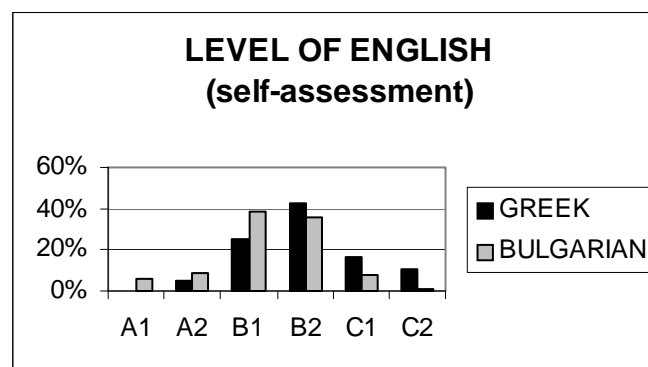 LEVEL OF ENGLISH
(self-assessment)
60%
40%
20%
0%
A1 A2 B1 B2 C1 C2
GREEK
BULGARIAN